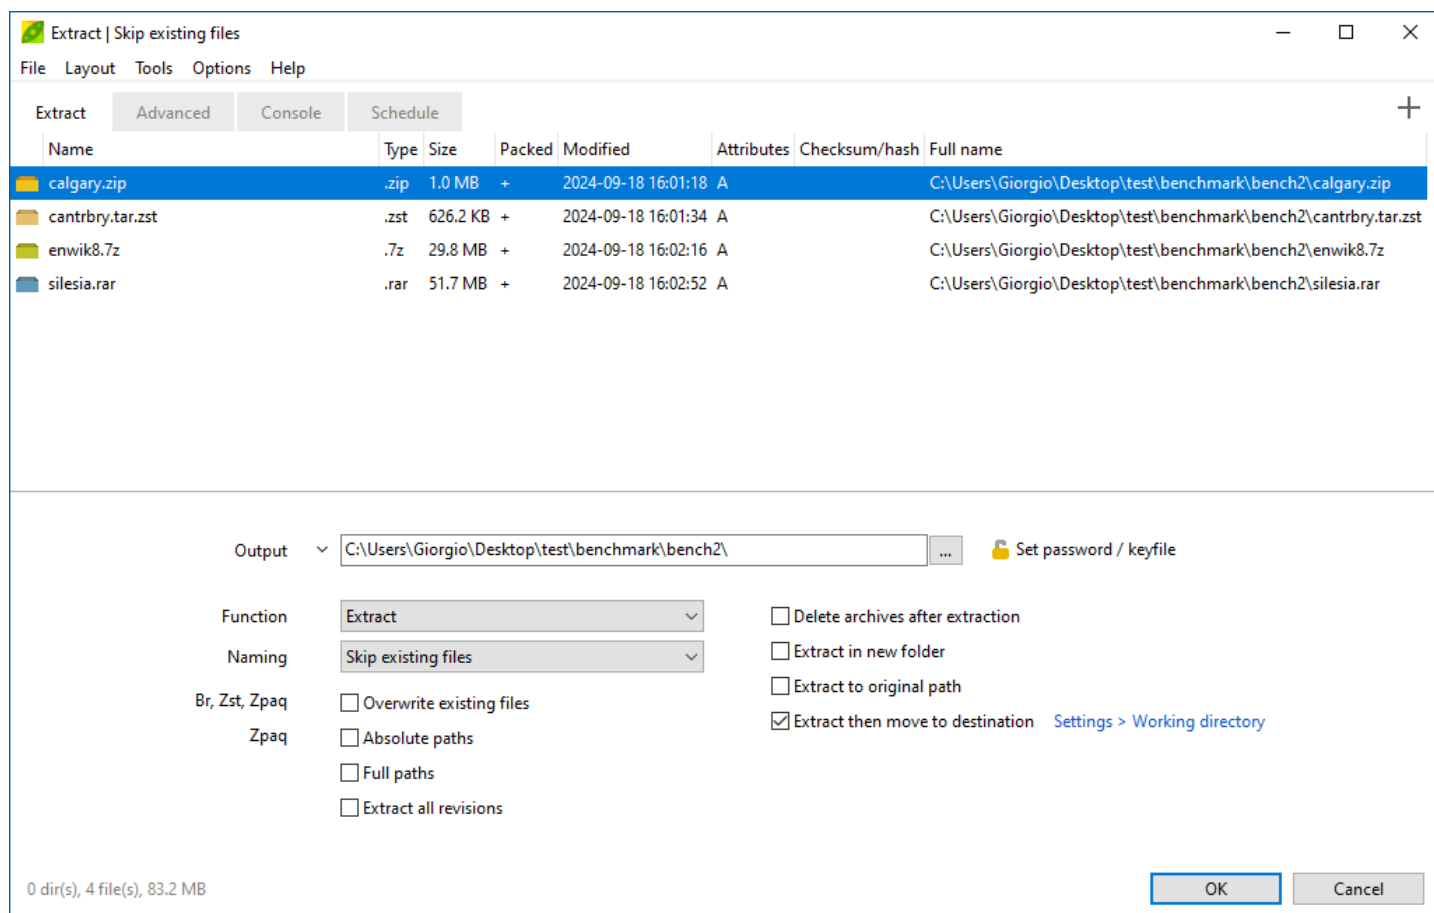 Extract | Skip existing files
File Layout Tools Options Help
Extract Advanced Console Schedule
Name Type Size Packed Modified Attributes Checksum/hash Full name
calgary.zip .zip 1.0 MB + 2024-09-18 16:01:18 A C:\Users\Giorgio\Desktop\test\benchmark\bench2\calgary.zip
cantrbry.tar.zst .zst 626.2 KB + 2024-09-18 16:01:34 A C:\Users\Giorgio\Desktop\test\benchmark\bench2\cantrbry.tar.zst
enwik8.7z .7z 29.8 MB + 2024-09-18 16:02:16 A C:\Users\Giorgio\Desktop\test\benchmark\bench2\enwik8.7z
silesia.rar .rar 51.7 MB + 2024-09-18 16:02:52 A C:\Users\Giorgio\Desktop\test\benchmark\bench2\silesia.rar
Output C:\Users\Giorgio\Desktop\test\benchmark\bench2\ ... Set password / keyfile
Function Extract Delete archives after extraction
Naming Skip existing files Extract in new folder
Extract to original path
Br, Zst, Zpaq Overwrite existing files
Extract then move to destination Settings > Working directory
Zpaq Absolute paths
Full paths
Extract all revisions
0 dir(s), 4 file(s), 83.2 MB OK Cancel